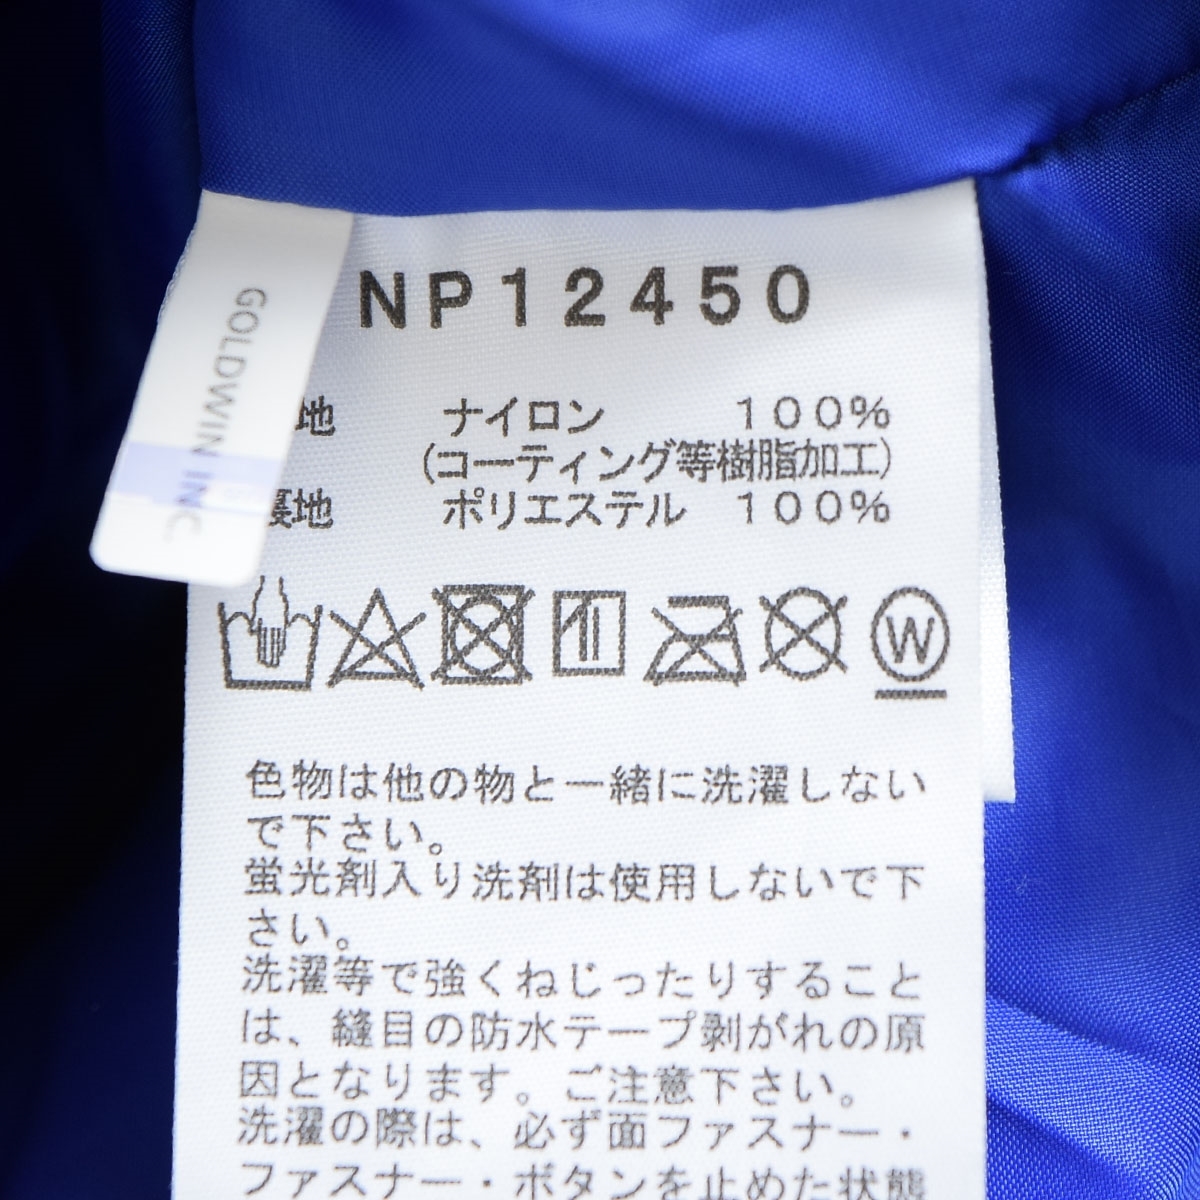 NP12450
GOLDWIN INC.
地 ナイロン 100%
(コーティング等樹脂加工)
裏地 ポリエステル 100%
W
色物は他の物と一緒に洗濯しない
で下さい。
蛍光剤入り洗剤は使用しないで下
さい。
洗濯等で強くねじったりすること
は、縫目の防水テープ剥がれの原
因となります。ご注意下さい。
洗濯の際は、必ず面ファスナー・
ファスナー・ボタンを止めた状態